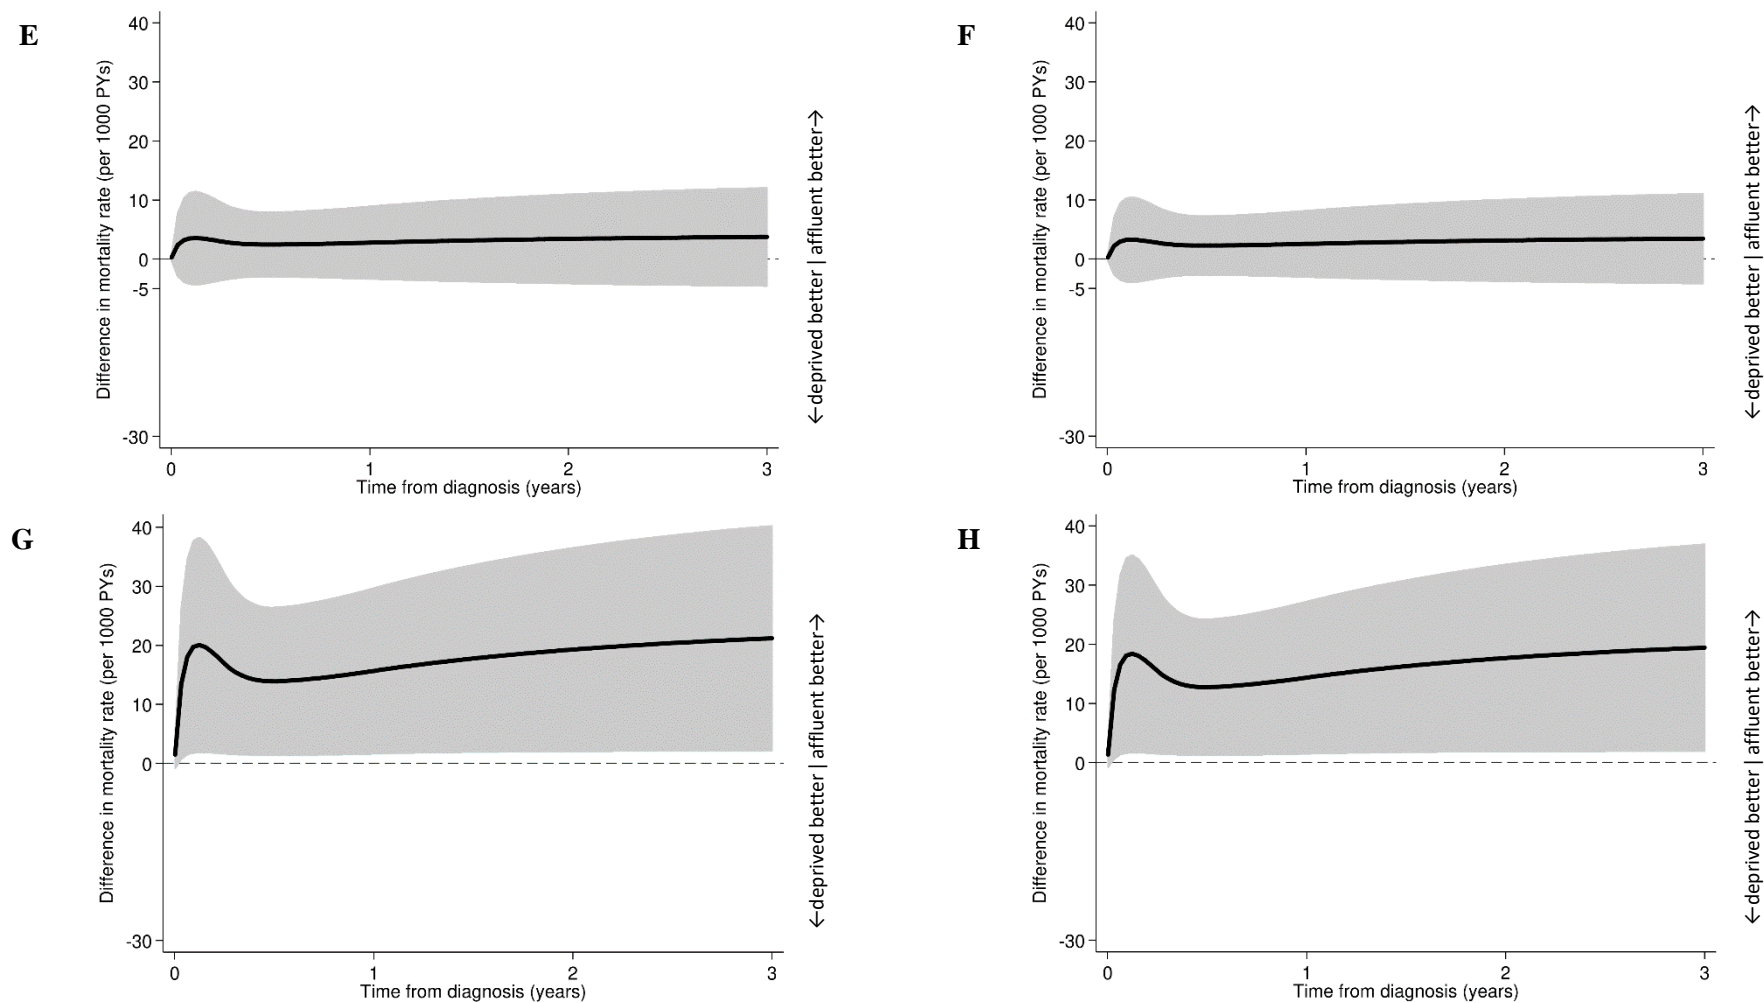 E
Difference in mortality rate (per 1000 PYs)
40
30
20
10
0
-5
-30
0
1
2
3
Time from diagnosis (years)
←deprived better | affluent better→
F
Difference in mortality rate (per 1000 PYs)
40
30
20
10
0
-5
-30
0
1
2
3
Time from diagnosis (years)
←deprived better | affluent better→
G
Difference in mortality rate (per 1000 PYs)
40
30
20
10
0
-30
0
1
2
3
Time from diagnosis (years)
←deprived better | affluent better→
H
Difference in mortality rate (per 1000 PYs)
40
30
20
10
0
-30
0
1
2
3
Time from diagnosis (years)
←deprived better | affluent better→